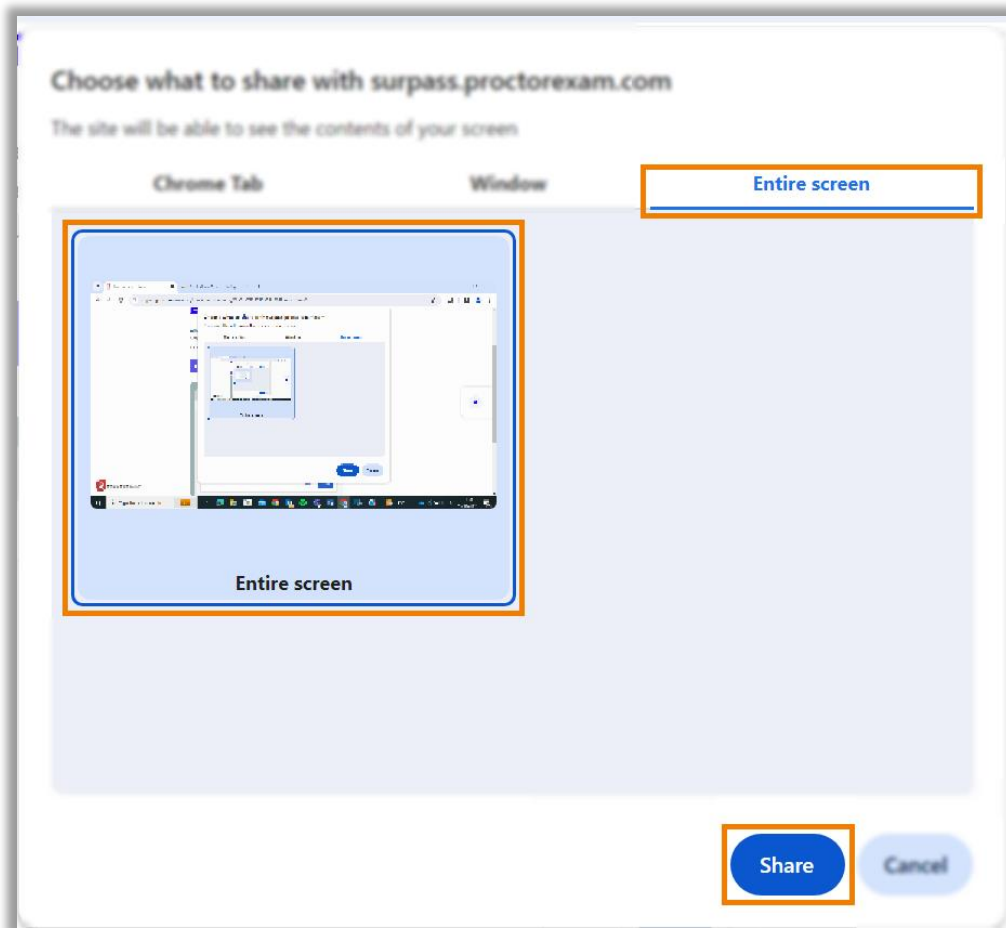 Choose what to share with surpass.proctorexam.com
The site will be able to see the contents of your screen
Chrome Tab Window Entire screen
Entire screen
Share Cancel